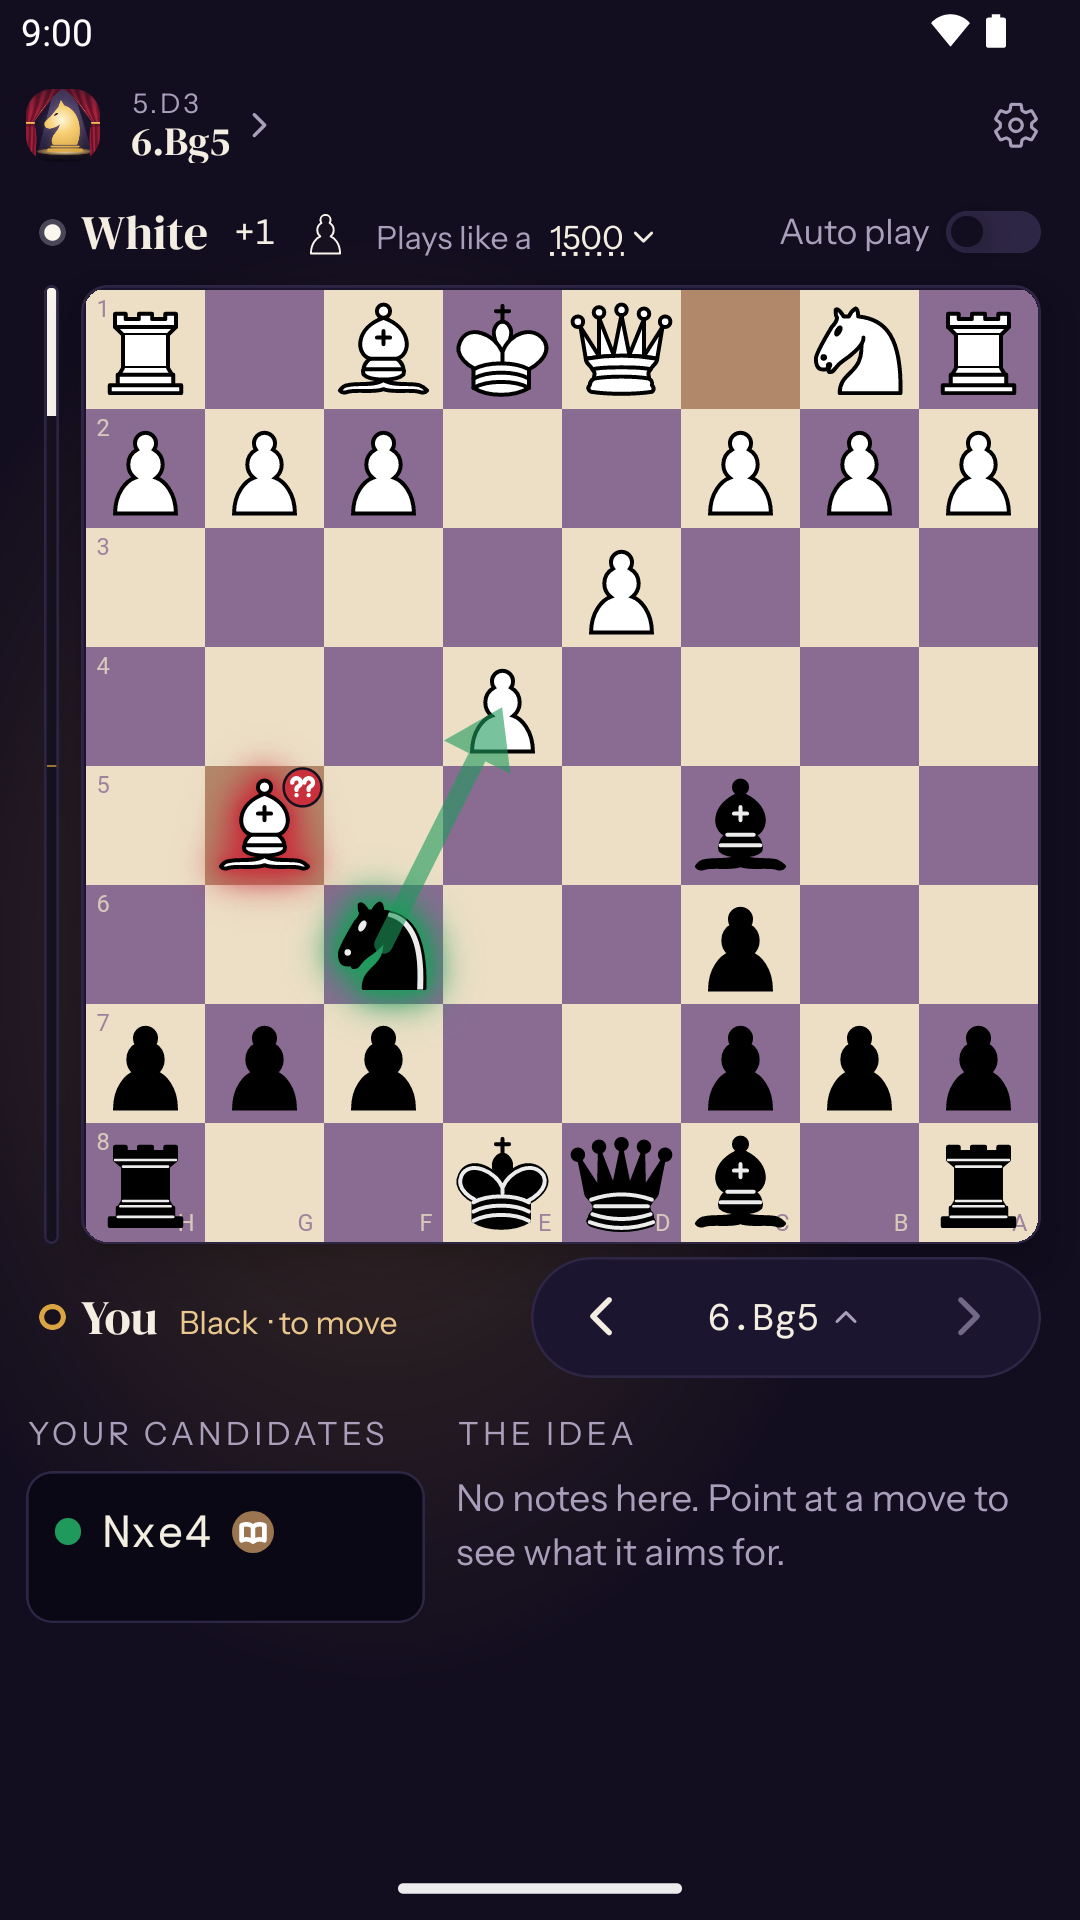 9:00
5.D3
6.Bg5
White +1 Plays like a 1500 Auto play
1
2
3
4
5
??
6
7
8
H G F E D C B A
You Black · to move 6.Bg5
YOUR CANDIDATES
Nxe4
THE IDEA
No notes here. Point at a move to
see what it aims for.